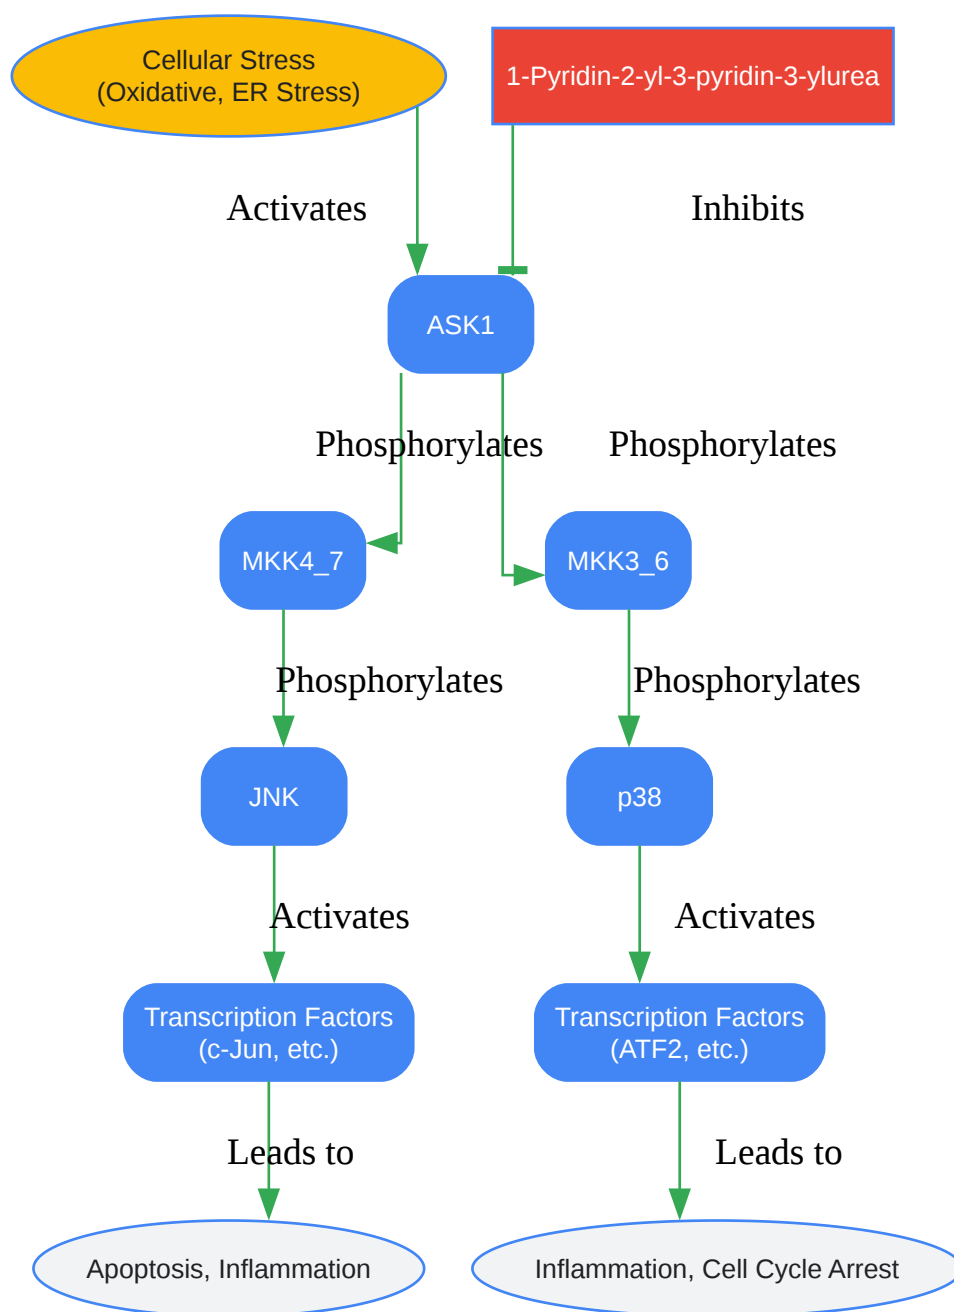 Cellular Stress
(Oxidative, ER Stress)
1-Pyridin-2-yl-3-pyridin-3-ylurea
Activates
Inhibits
ASK1
Phosphorylates
Phosphorylates
MKK4_7
MKK3_6
Phosphorylates
Phosphorylates
JNK
p38
Activates
Activates
Transcription Factors
(c-Jun, etc.)
Transcription Factors
(ATF2, etc.)
Leads to
Leads to
Apoptosis, Inflammation
Inflammation, Cell Cycle Arrest